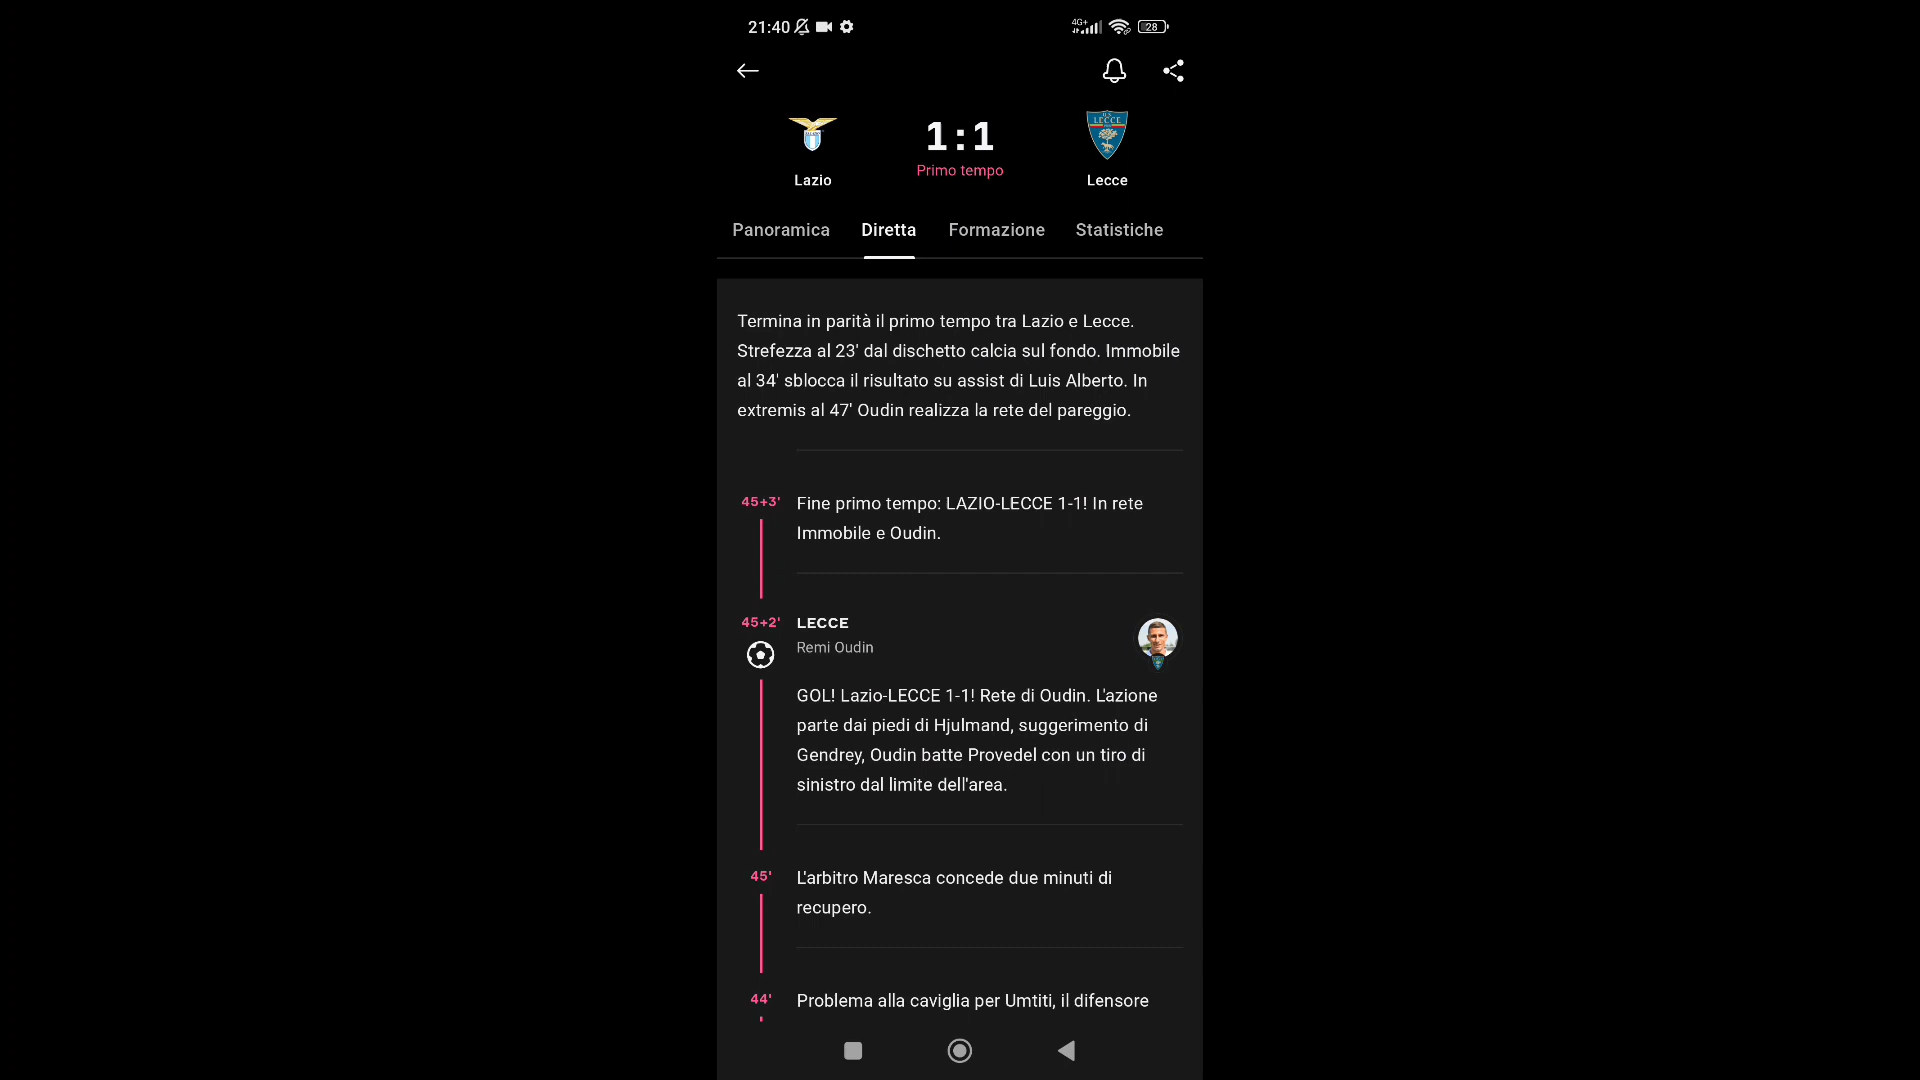 21:40 4G+ 28
LECCE
1:1
Primo tempo
Lazio Lecce
Panoramica Diretta Formazione Statistiche
Termina in parità il primo tempo tra Lazio e Lecce.
Strefezza al 23' dal dischetto calcia sul fondo. Immobile
al 34' sblocca il risultato su assist di Luis Alberto. In
extremis al 47' Oudin realizza la rete del pareggio.
45+3' Fine primo tempo: LAZIO-LECCE 1-1! In rete
Immobile e Oudin.
45+2' LECCE
Remi Oudin
GOL! Lazio-LECCE 1-1! Rete di Oudin. L'azione
parte dai piedi di Hjulmand, suggerimento di
Gendrey, Oudin batte Provedel con un tiro di
sinistro dal limite dell'area.
45' L'arbitro Maresca concede due minuti di
recupero.
44' Problema alla caviglia per Umtiti, il difensore